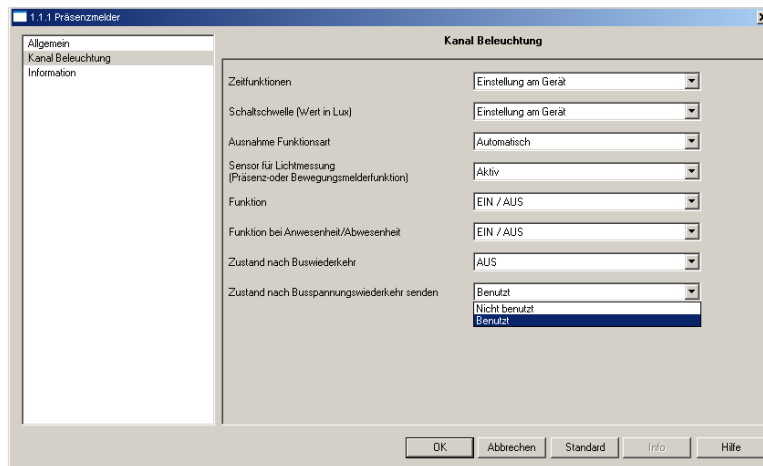 1.1.1 Präsenzmelder
Allgemein
Kanal Beleuchtung
Information
Kanal Beleuchtung
Zeitfunktionen
Einstellung am Gerät
Schaltschwelle (Wert in Lux)
Einstellung am Gerät
Ausnahme Funktionsart
Automatisch
Sensor für Lichtmessung
(Präsenz-oder Bewegungsmelderfunktion)
Aktiv
Funktion
EIN / AUS
Funktion bei Anwesenheit/Abwesenheit
EIN / AUS
Zustand nach Buswiederkehr
AUS
Zustand nach Busspannungswiederkehr senden
Benutzt
Nicht benutzt
Benutzt
OK
Abbrechen
Standard
Info
Hilfe